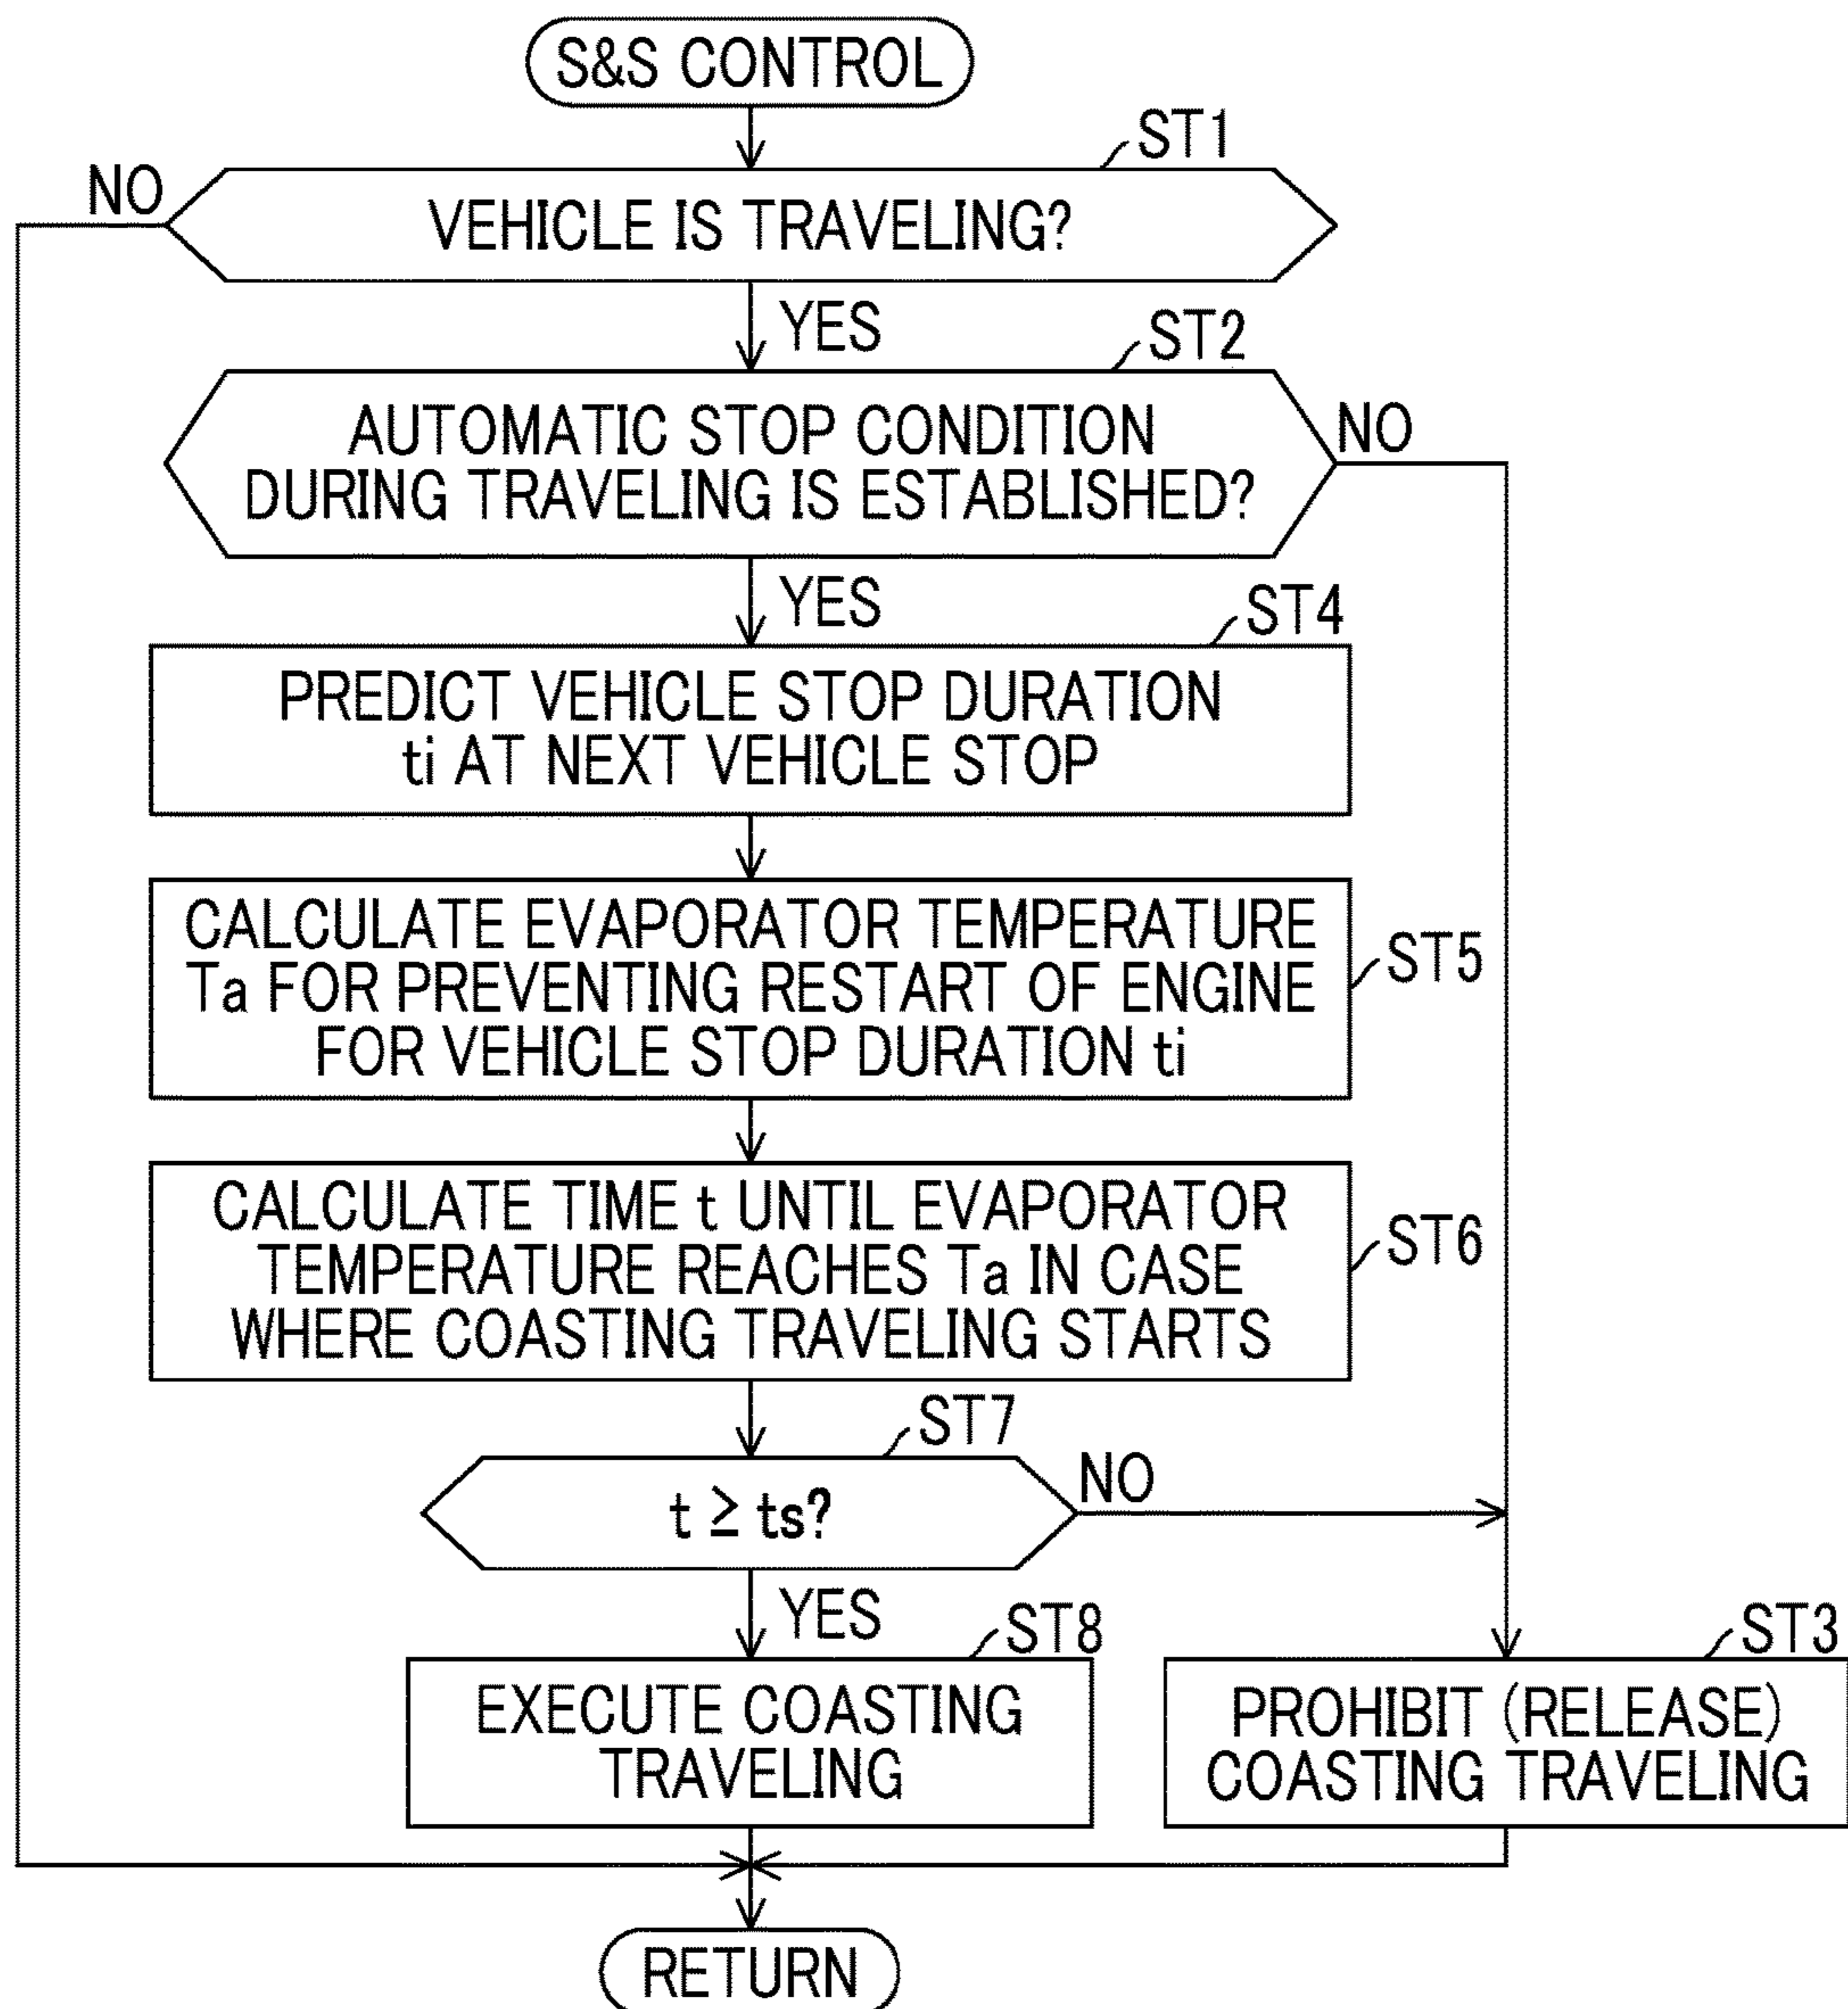 S&S CONTROL
ST1
NO
VEHICLE IS TRAVELING?
YES
ST2
AUTOMATIC STOP CONDITION
DURING TRAVELING IS ESTABLISHED?
NO
YES
ST4
PREDICT VEHICLE STOP DURATION
ti AT NEXT VEHICLE STOP
CALCULATE EVAPORATOR TEMPERATURE
Ta FOR PREVENTING RESTART OF ENGINE
FOR VEHICLE STOP DURATION ti
ST5
CALCULATE TIME t UNTIL EVAPORATOR
TEMPERATURE REACHES Ta IN CASE
WHERE COASTING TRAVELING STARTS
ST6
ST7
t ≥ ts?
NO
YES
ST8
EXECUTE COASTING
TRAVELING
ST3
PROHIBIT (RELEASE)
COASTING TRAVELING
RETURN